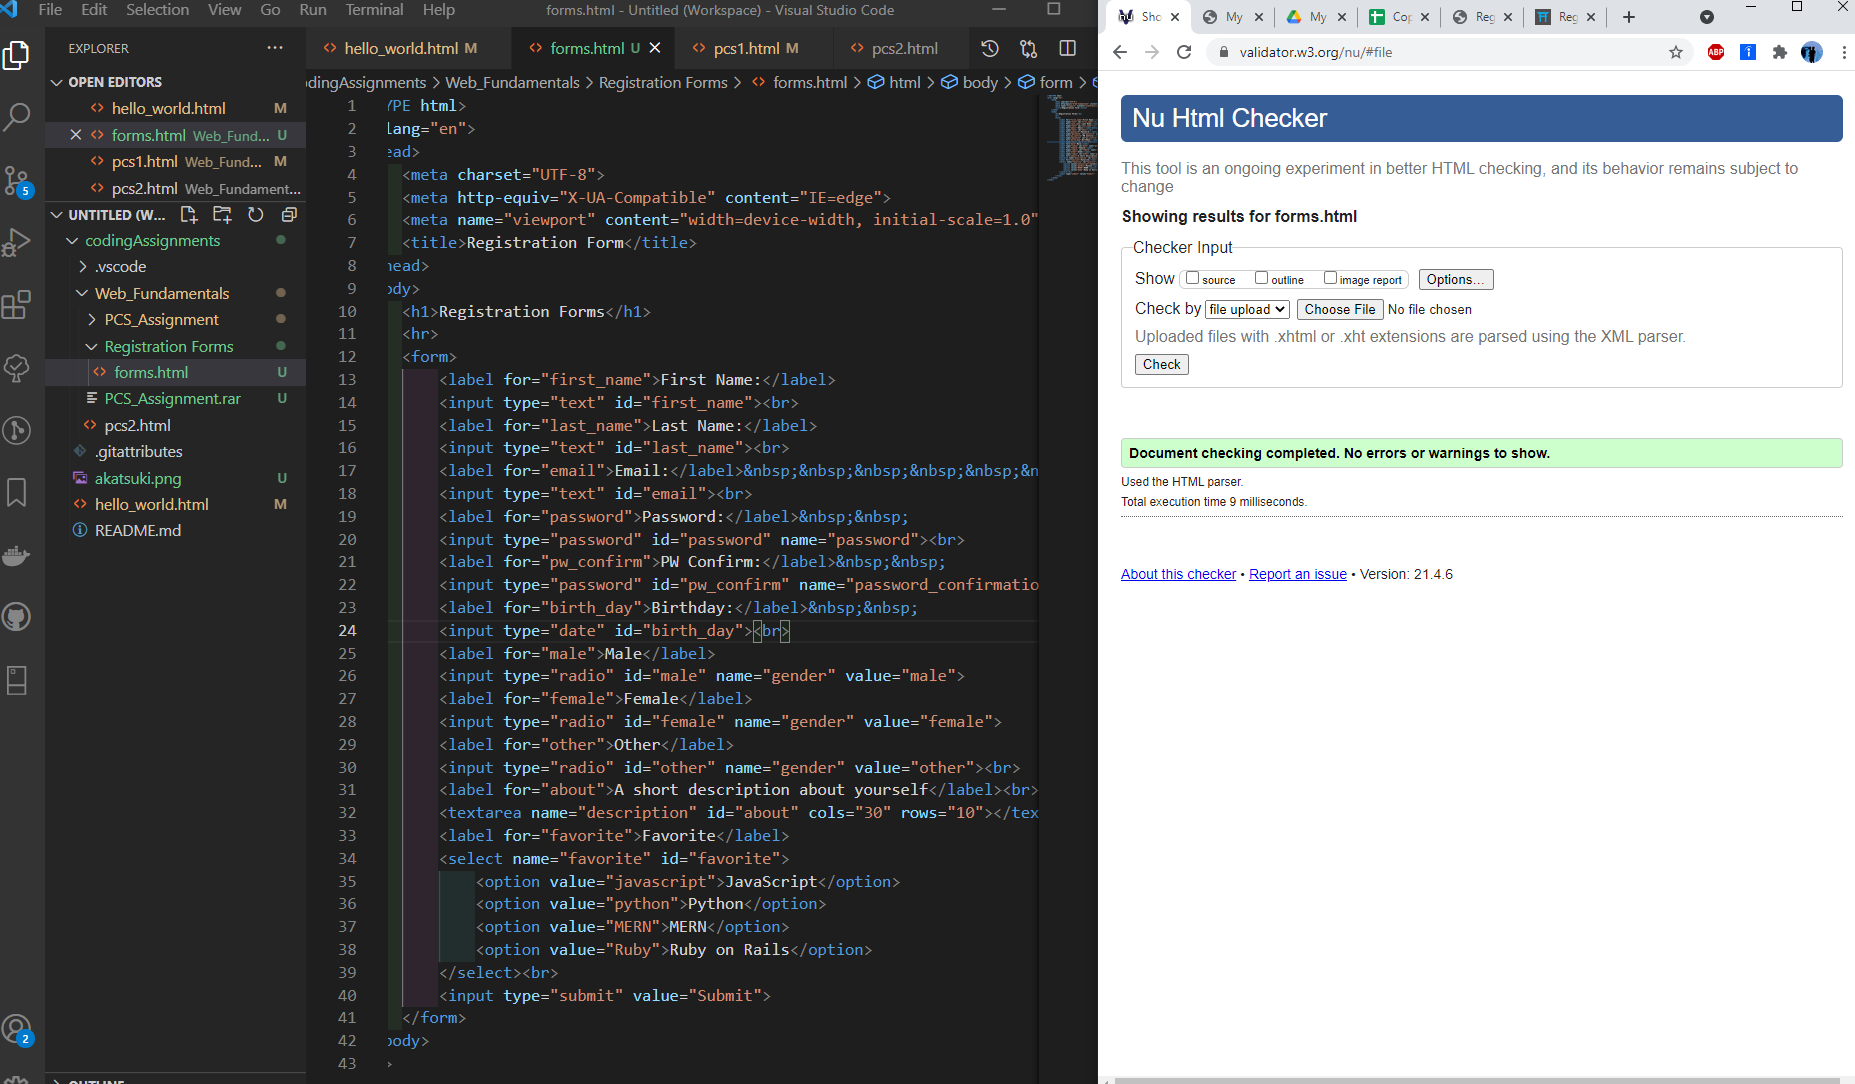 File Edit Selection View Go Run Terminal Help forms.html - Untitled (Workspace) - Visual Studio Code
EXPLORER ...
OPEN EDITORS
<> hello_world.html M
<> forms.html Web_Fund... U
<> pcs1.html Web_Fund... M
<> pcs2.html Web_Fundament...
UNTITLED (W...
codingAssignments
.vscode
Web_Fundamentals
PCS_Assignment
Registration Forms
<> forms.html U
PCS_Assignment.rar U
<> pcs2.html
.gitattributes
akatsuki.png U
<> hello_world.html M
README.md
OUTLINE
5
2
<> hello_world.html M <> forms.html U <> pcs1.html M <> pcs2.html
dingAssignments > Web_Fundamentals > Registration Forms > <> forms.html > html > body > form >
1 YPE html>
2 lang="en">
3 ead>
4 <meta charset="UTF-8">
5 <meta http-equiv="X-UA-Compatible" content="IE=edge">
6 <meta name="viewport" content="width=device-width, initial-scale=1.0"
7 <title>Registration Form</title>
8 head>
9 ody>
10 <h1>Registration Forms</h1>
11 <hr>
12 <form>
13 <label for="first_name">First Name:</label>
14 <input type="text" id="first_name"><br>
15 <label for="last_name">Last Name:</label>
16 <input type="text" id="last_name"><br>
17 <label for="email">Email:</label>&nbsp;&nbsp;&nbsp;&nbsp;&nbsp;&n
18 <input type="text" id="email"><br>
19 <label for="password">Password:</label>&nbsp;&nbsp;
20 <input type="password" id="password" name="password"><br>
21 <label for="pw_confirm">PW Confirm:</label>&nbsp;&nbsp;
22 <input type="password" id="pw_confirm" name="password_confirmatio
23 <label for="birth_day">Birthday:</label>&nbsp;&nbsp;
24 <input type="date" id="birth_day"><br>
25 <label for="male">Male</label>
26 <input type="radio" id="male" name="gender" value="male">
27 <label for="female">Female</label>
28 <input type="radio" id="female" name="gender" value="female">
29 <label for="other">Other</label>
30 <input type="radio" id="other" name="gender" value="other"><br>
31 <label for="about">A short description about yourself</label><br>
32 <textarea name="description" id="about" cols="30" rows="10"></tex
33 <label for="favorite">Favorite</label>
34 <select name="favorite" id="favorite">
35 <option value="javascript">JavaScript</option>
36 <option value="python">Python</option>
37 <option value="MERN">MERN</option>
38 <option value="Ruby">Ruby on Rails</option>
39 </select><br>
40 <input type="submit" value="Submit">
41 </form>
42 body>
43 >
Sho My My Cop Reg Reg
validator.w3.org/nu/#file ABP
Nu Html Checker
This tool is an ongoing experiment in better HTML checking, and its behavior remains subject to
change
Showing results for forms.html
Checker Input
Show source outline image report Options...
Check by file upload Choose File No file chosen
Uploaded files with .xhtml or .xht extensions are parsed using the XML parser.
Check
Document checking completed. No errors or warnings to show.
Used the HTML parser.
Total execution time 9 milliseconds.
About this checker • Report an issue • Version: 21.4.6